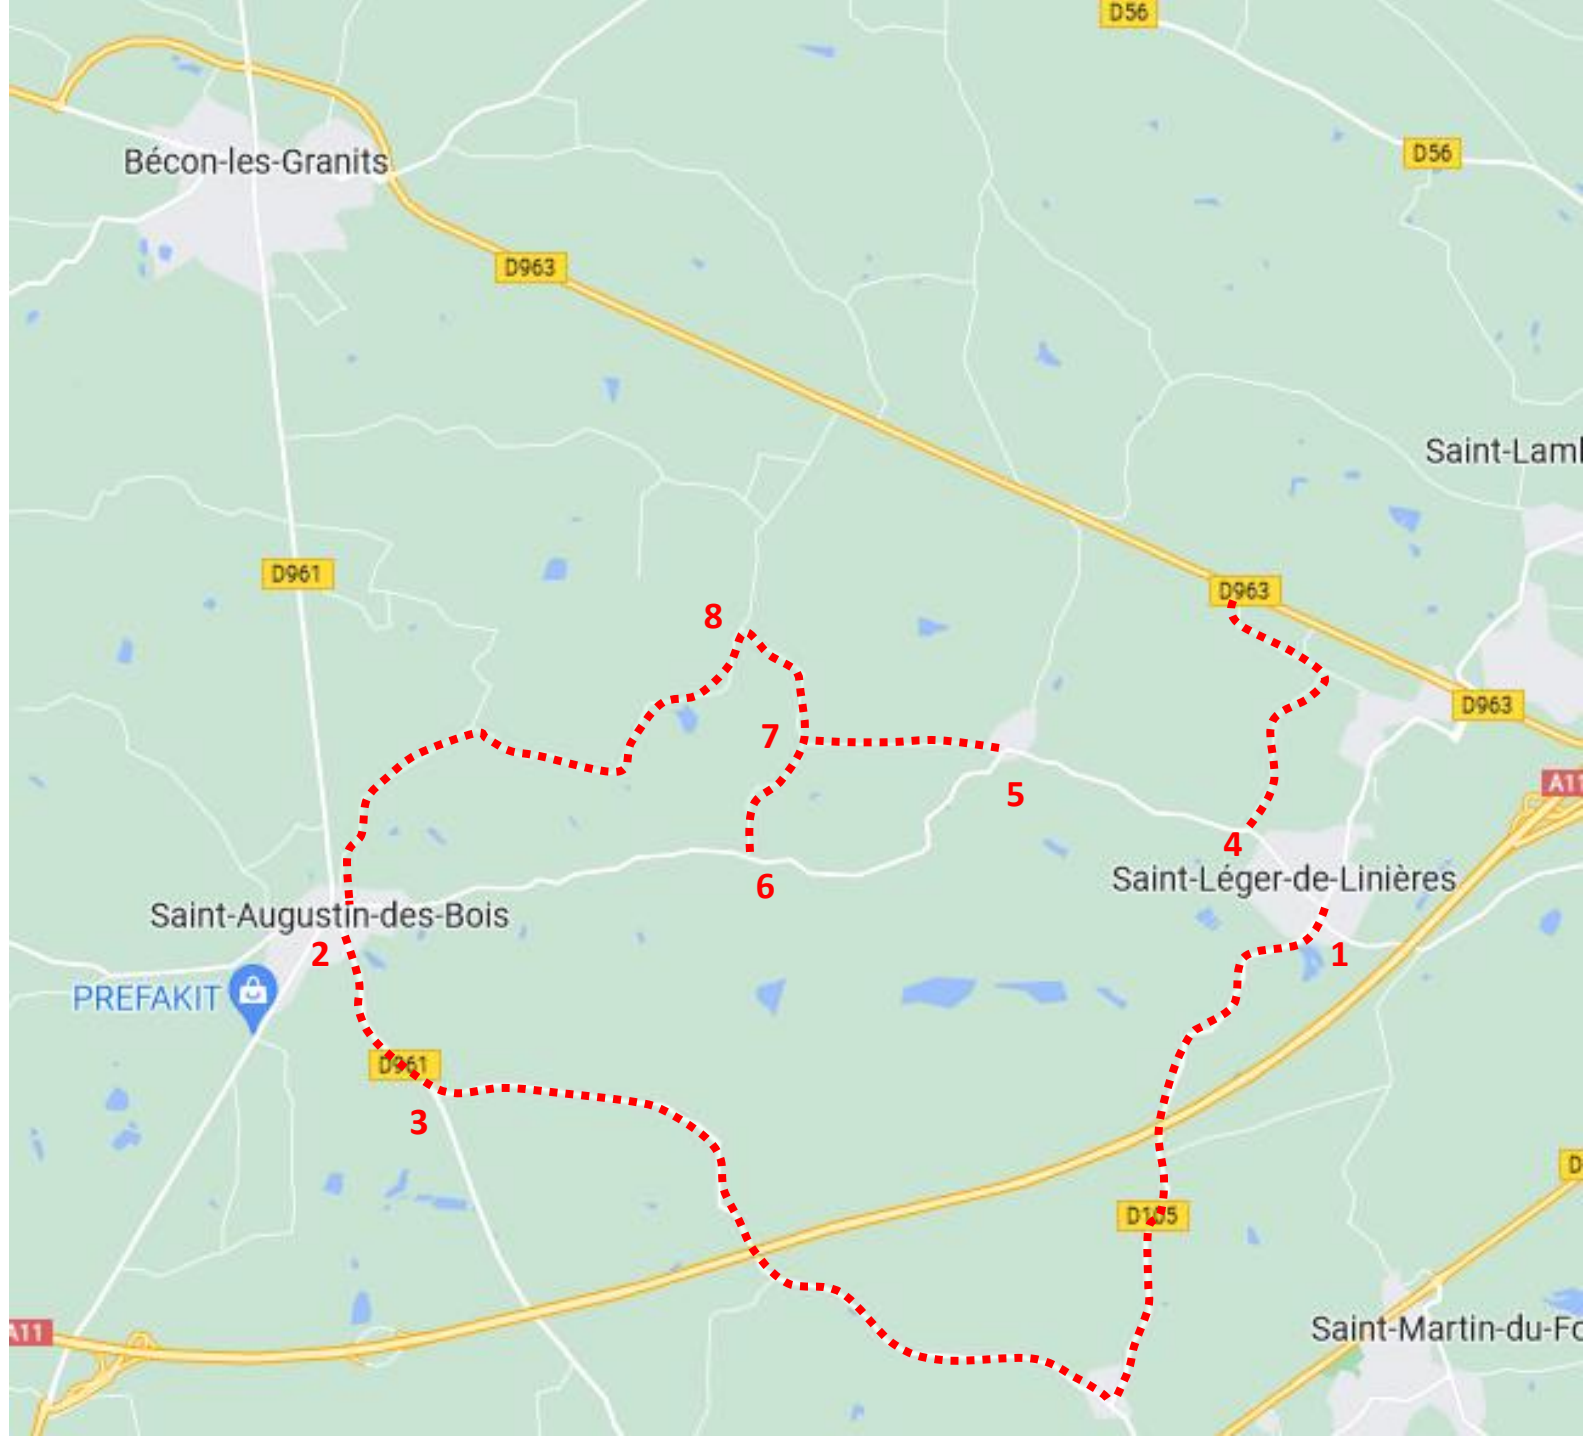 D56
Bécon-les-Granits
D56
D963
Saint-Lam
D961
D963
8
D963
7
A11
5
4
6
Saint-Léger-de-Linières
Saint-Augustin-des-Bois
2
1
PREFAKIT
D961
3
D
D105
A11
Saint-Martin-du-Fo